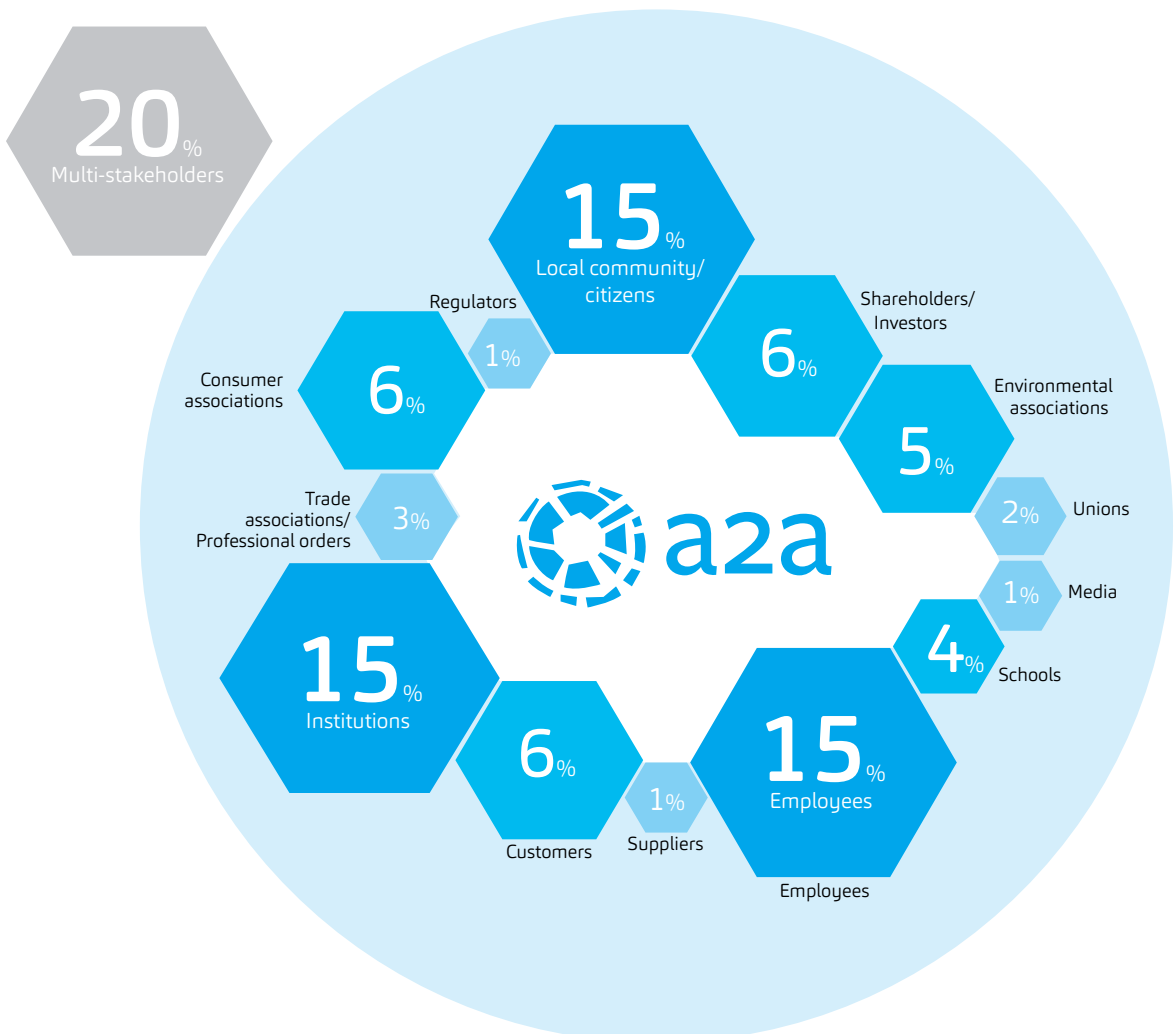 20%
Multi-stakeholders
15%
Local community/
citizens
Regulators
1%
Shareholders/
Investors
6%
Consumer
associations
6%
Environmental
associations
5%
Trade
associations/
Professional orders
3%
a2a
2%
Unions
1%
Media
4%
Schools
15%
Institutions
6%
Customers
1%
Suppliers
15%
Employees
Employees